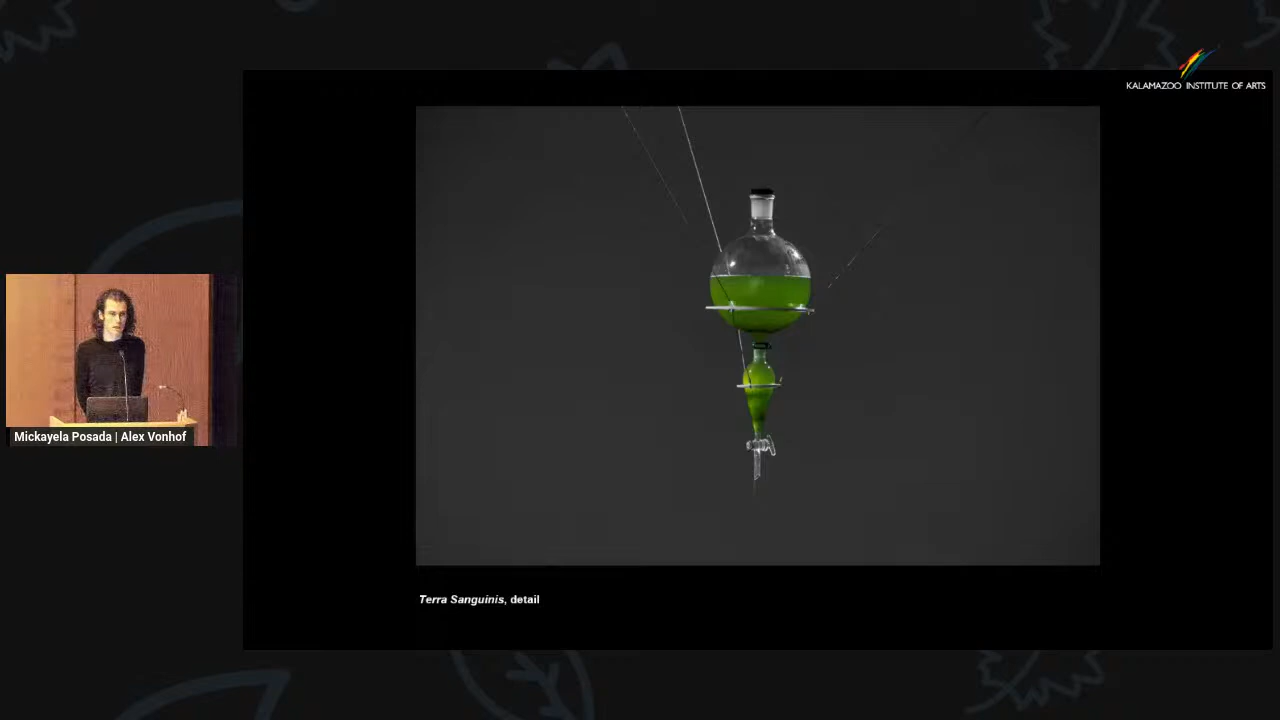 KALAMAZOO INSTITUTE OF ARTS
Mickayela Posada | Alex Vonhof
Terra Sanguinis, detail